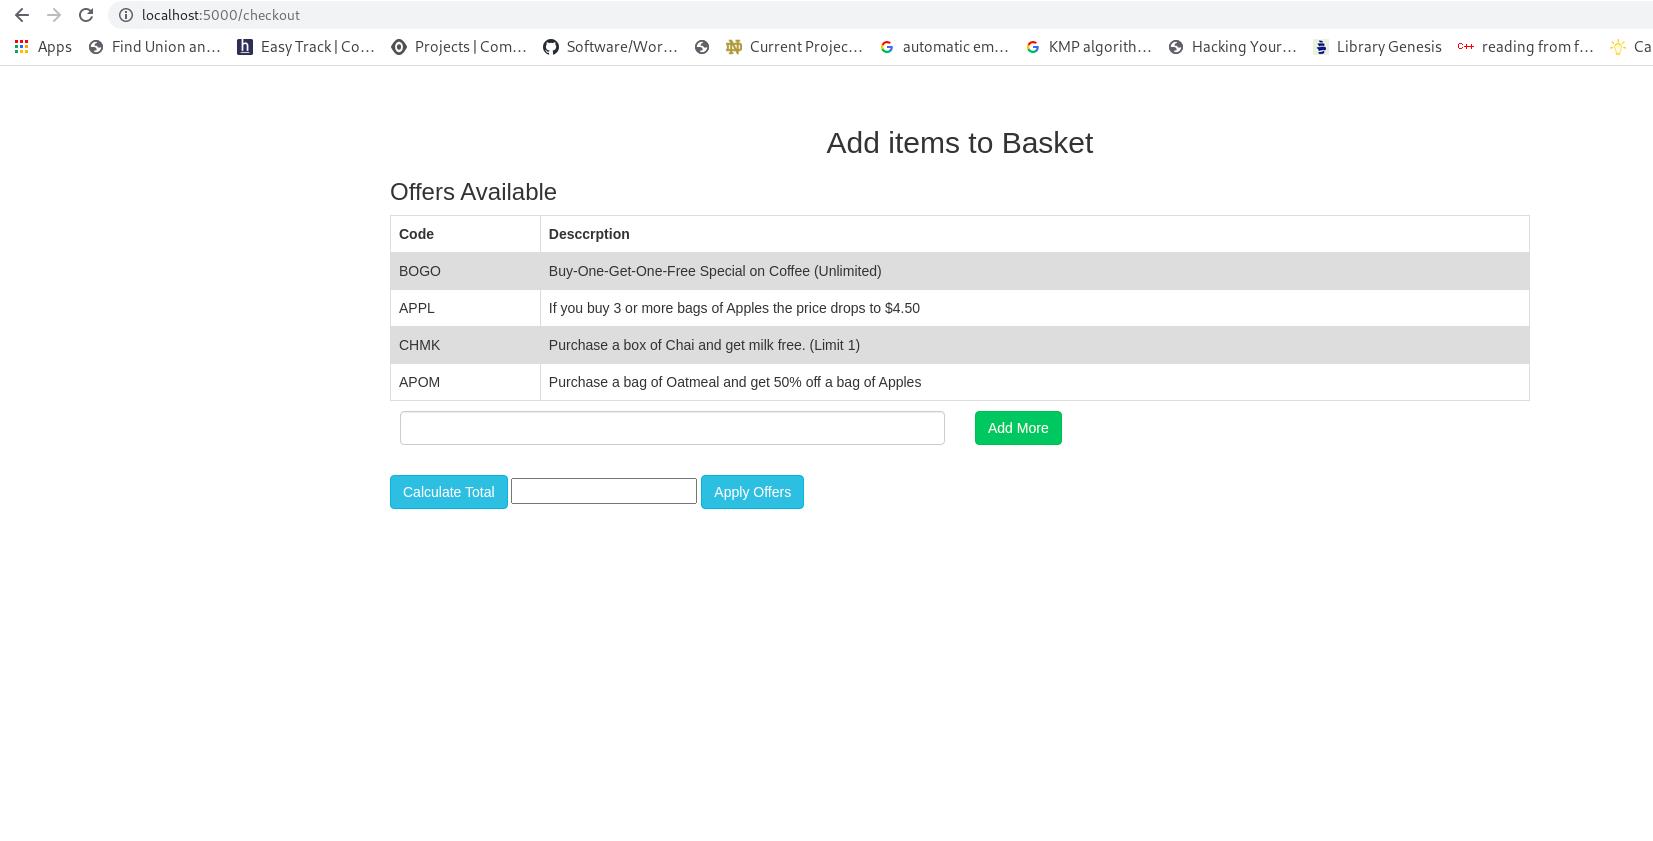 localhost:5000/checkout
Apps Find Union an... Easy Track | Co... Projects | Com... Software/Wor... Current Projec... automatic em... KMP algorith... Hacking Your... Library Genesis reading from f... Ca
Add items to Basket
Offers Available
Code Desccrption
BOGO Buy-One-Get-One-Free Special on Coffee (Unlimited)
APPL If you buy 3 or more bags of Apples the price drops to $4.50
CHMK Purchase a box of Chai and get milk free. (Limit 1)
APOM Purchase a bag of Oatmeal and get 50% off a bag of Apples
Add More
Calculate Total Apply Offers